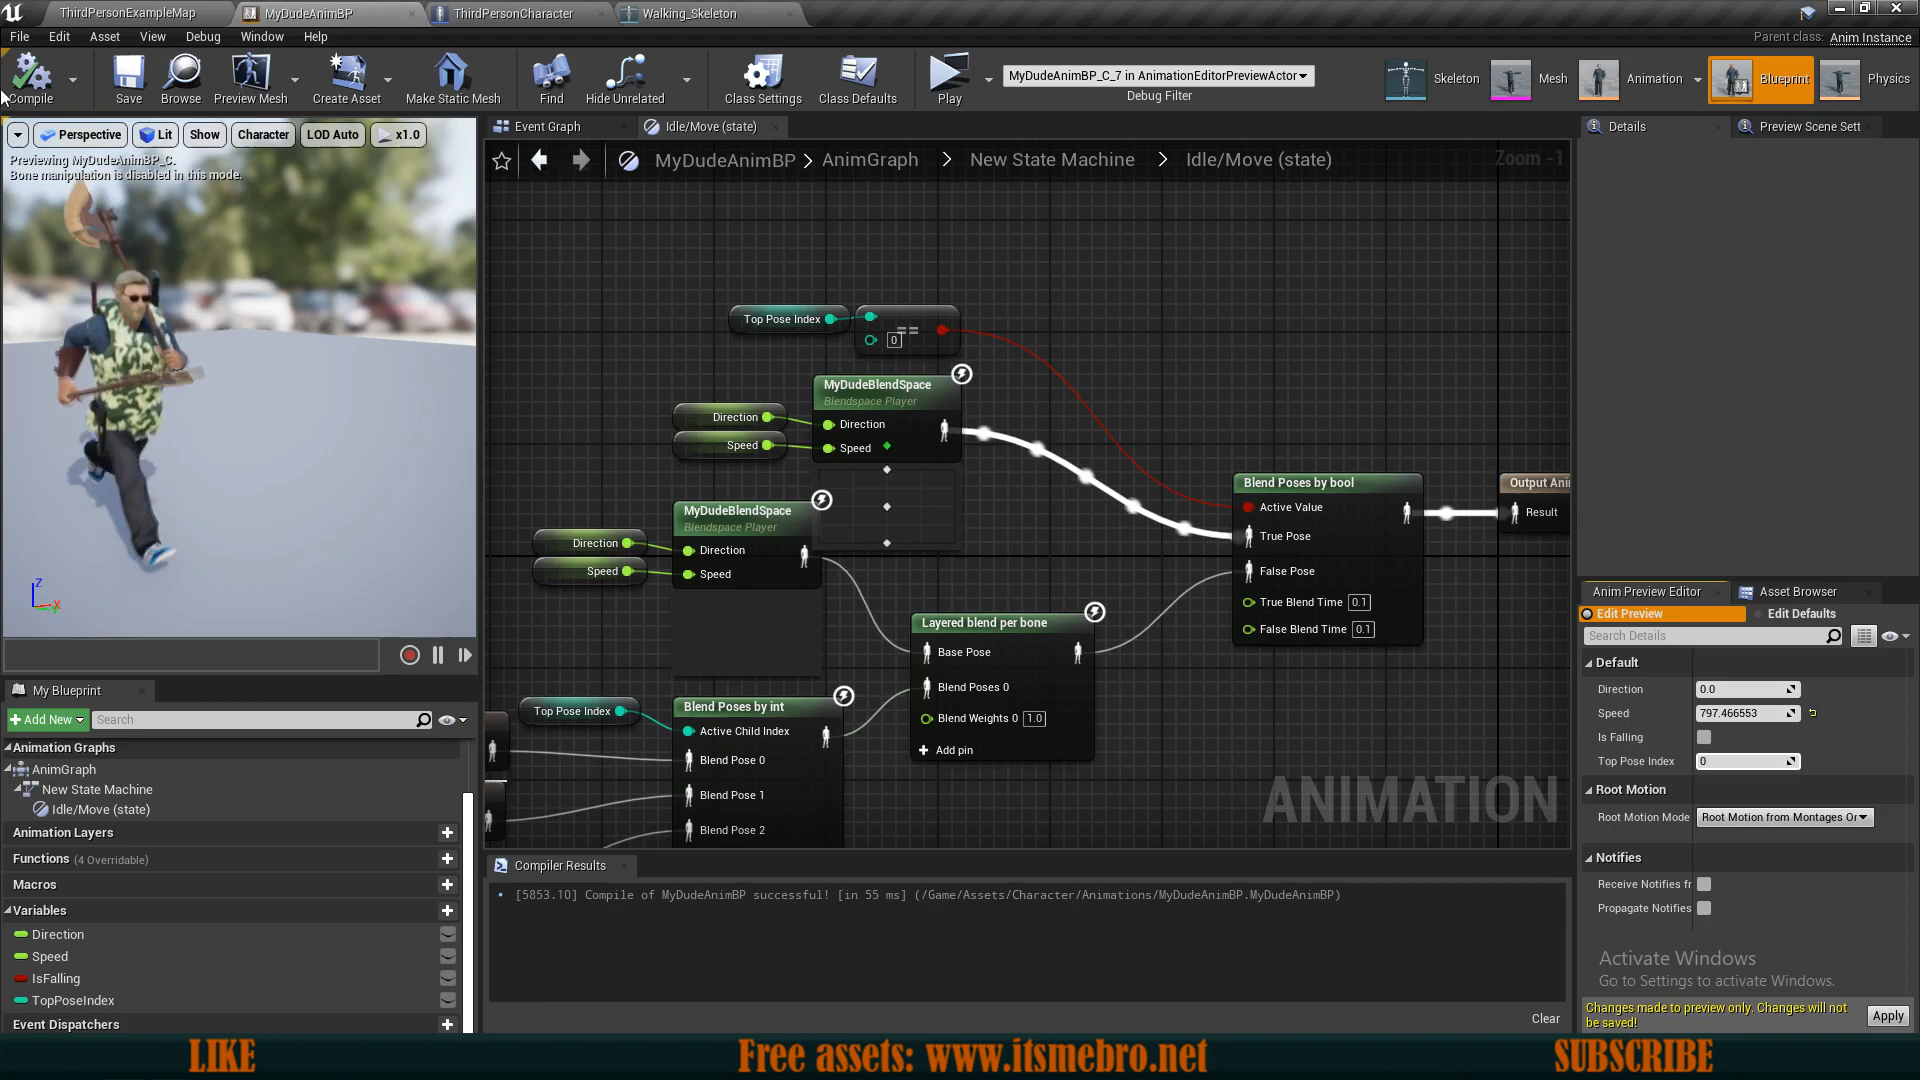 ThirdPersonExampleMap
MyDudeAnimBP
ThirdPersonCharacter
Walking_Skeleton
File Edit Asset View Debug Window Help
Parent class: Anim Instance
Compile
Save
Browse
Preview Mesh
Create Asset
Make Static Mesh
Find
Hide Unrelated
Class Settings
Class Defaults
Play
MyDudeAnimBP_C_7 in AnimationEditorPreviewActor
Debug Filter
Skeleton
Mesh
Animation
Blueprint
Physics
Perspective Lit Show Character LOD Auto x1.0
Previewing MyDudeAnimBP_C.
Bone manipulation is disabled in this mode.
Z
X
Y
Event Graph
Idle/Move (state)
MyDudeAnimBP > AnimGraph > New State Machine > Idle/Move (state)
Zoom -1
Top Pose Index
==
0
MyDudeBlendSpace
Blendspace Player
Direction
Speed
Direction
Speed
MyDudeBlendSpace
Blendspace Player
Direction
Speed
Direction
Speed
Blend Poses by bool
Active Value
True Pose
False Pose
True Blend Time 0.1
False Blend Time 0.1
Output Ani
Result
Layered blend per bone
Base Pose
Blend Poses 0
Blend Weights 0 1.0
Add pin
Top Pose Index
Blend Poses by int
Active Child Index
Blend Pose 0
Blend Pose 1
Blend Pose 2
ANIMATION
My Blueprint
Add New
Search
Animation Graphs
AnimGraph
New State Machine
Idle/Move (state)
Animation Layers
Functions (4 Overridable)
Macros
Variables
Direction
Speed
IsFalling
TopPoseIndex
Event Dispatchers
Compiler Results
[5853.10] Compile of MyDudeAnimBP successful! [in 55 ms] (/Game/Assets/Character/Animations/MyDudeAnimBP.MyDudeAnimBP)
Clear
Details
Preview Scene Sett
Anim Preview Editor
Asset Browser
Edit Preview
Edit Defaults
Search Details
Default
Direction 0.0
Speed 797.466553
Is Falling
Top Pose Index 0
Root Motion
Root Motion Mode Root Motion from Montages Or
Notifies
Receive Notifies fr
Propagate Notifies
Activate Windows
Go to Settings to activate Windows.
Changes made to preview only. Changes will not
be saved!
Apply
LIKE
Free assets: www.itsmebro.net
SUBSCRIBE